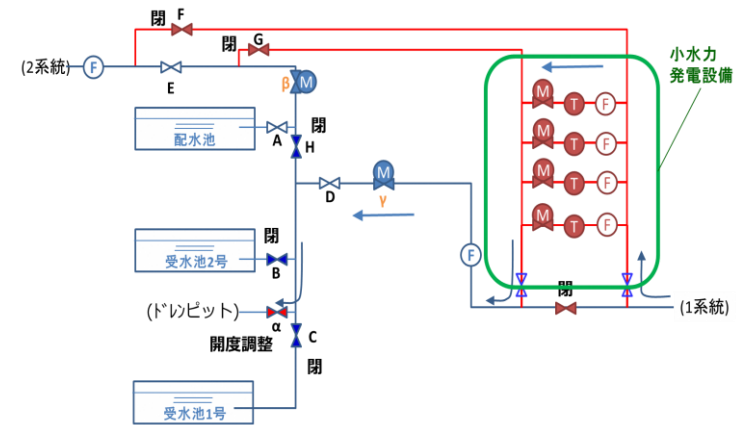 閉 F
閉 G
小水力
発電設備
(2系統)
F
E
β M
M T F
M T F
M T F
M T F
配水池
A
閉
H
M
D
γ
受水池2号
閉
B
F
(ﾄﾞﾚﾝピット)
α
開度調整
C
閉
閉
(1系統)
受水池1号